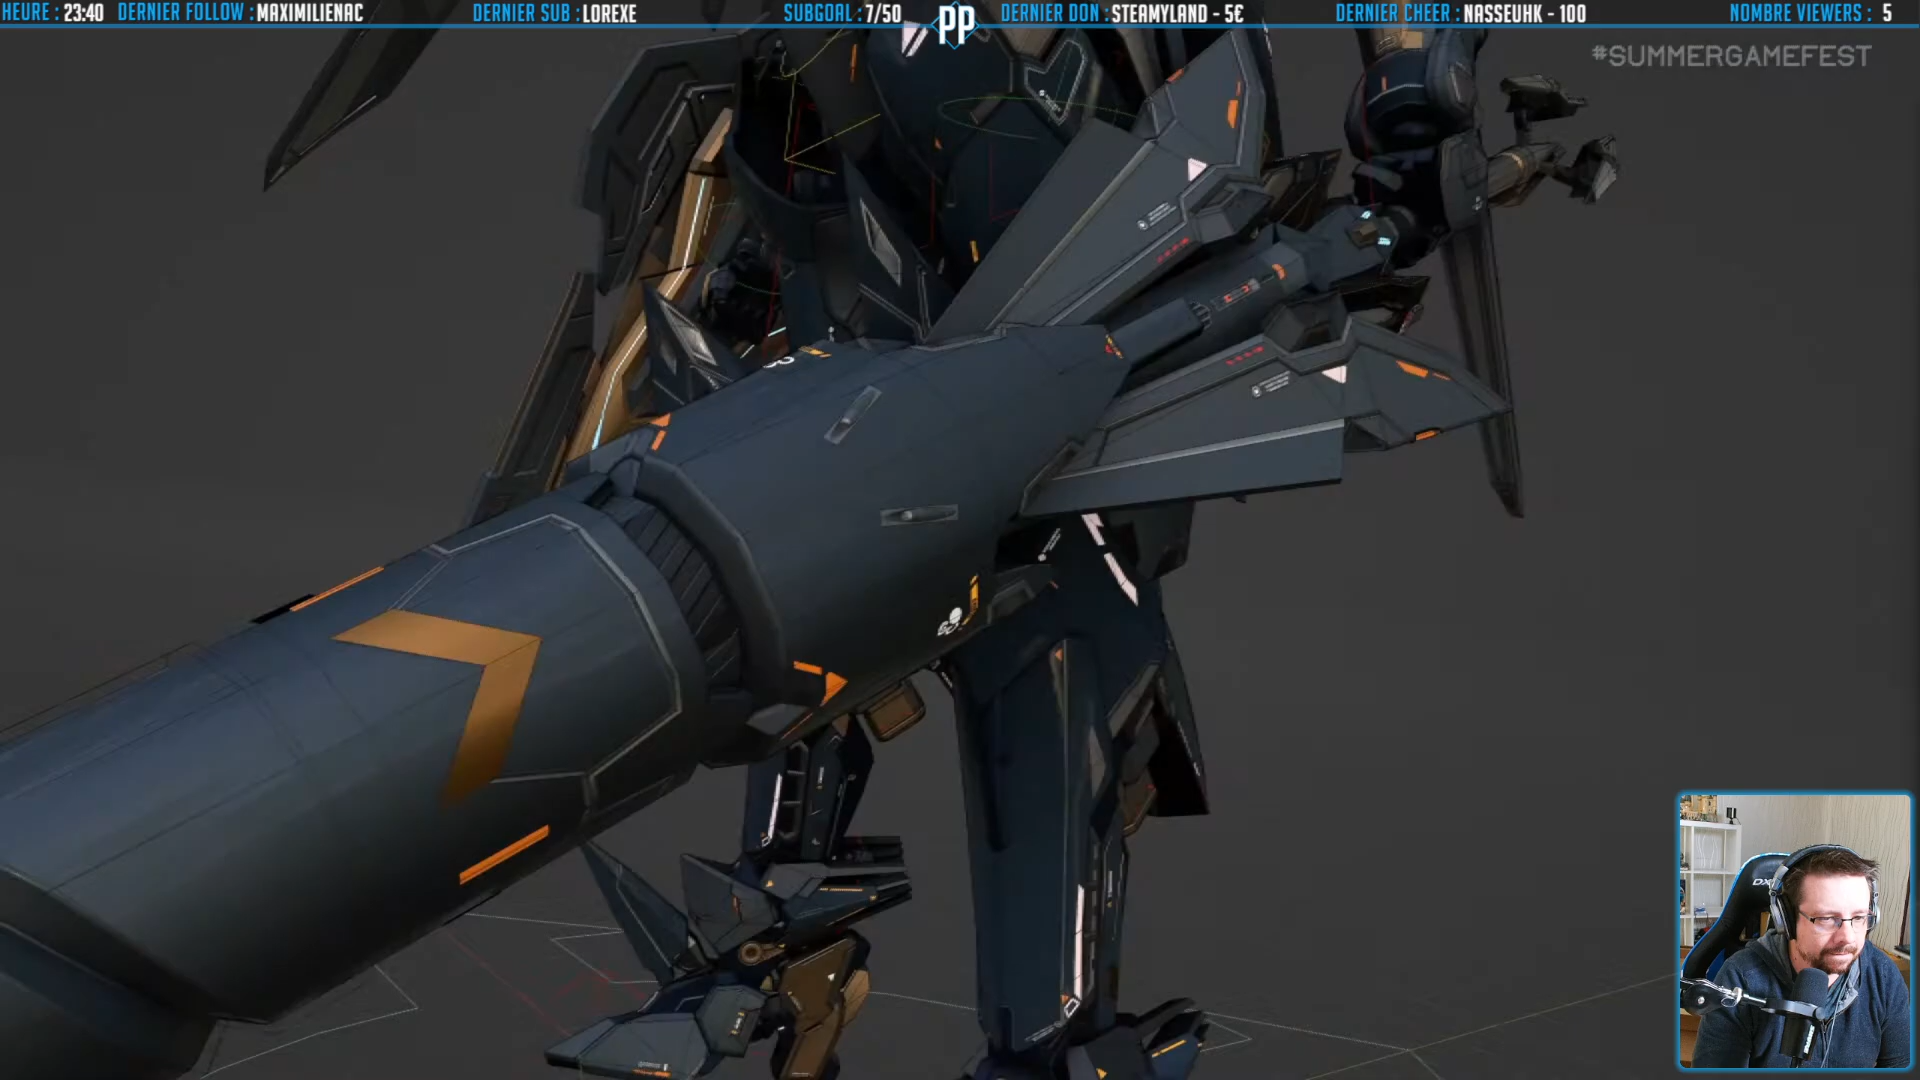 HEURE : 23:40 DERNIER FOLLOW : MAXIMILIENAC DERNIER SUB : LOREXE SUBGOAL : 7/50 PP DERNIER DON : STEAMYLAND - 5€ DERNIER CHEER : NASSEUHK - 100 NOMBRE VIEWERS : 5
#SUMMERGAMEFEST
DX